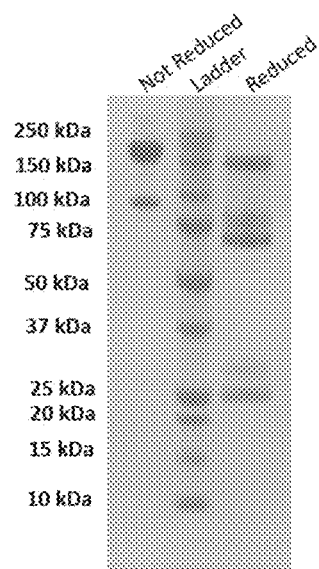 Not Reduced
Ladder
Reduced
250 kDa
150 kDa
100 kDa
75 kDa
50 kDa
37 kDa
25 kDa
20 kDa
15 kDa
10 kDa